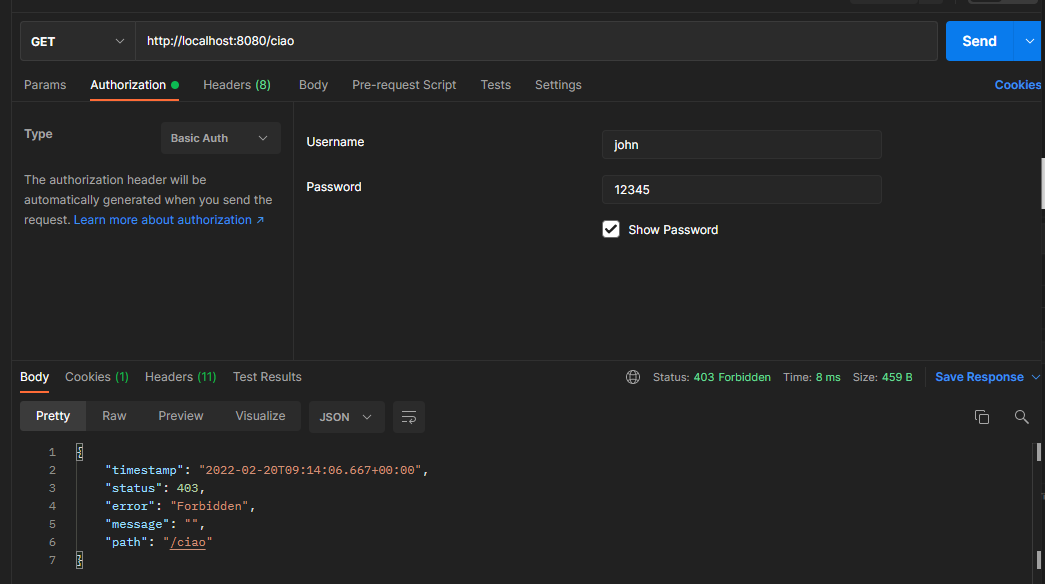 GET http://localhost:8080/ciao Send
Params Authorization Headers (8) Body Pre-request Script Tests Settings Cookies
Type Basic Auth
The authorization header will be
automatically generated when you send the
request. Learn more about authorization ↗
Username john
Password 12345
Show Password
Body Cookies (1) Headers (11) Test Results Status: 403 Forbidden Time: 8 ms Size: 459 B Save Response
Pretty Raw Preview Visualize JSON
1 {
2 "timestamp": "2022-02-20T09:14:06.667+00:00",
3 "status": 403,
4 "error": "Forbidden",
5 "message": "",
6 "path": "/ciao"
7 }